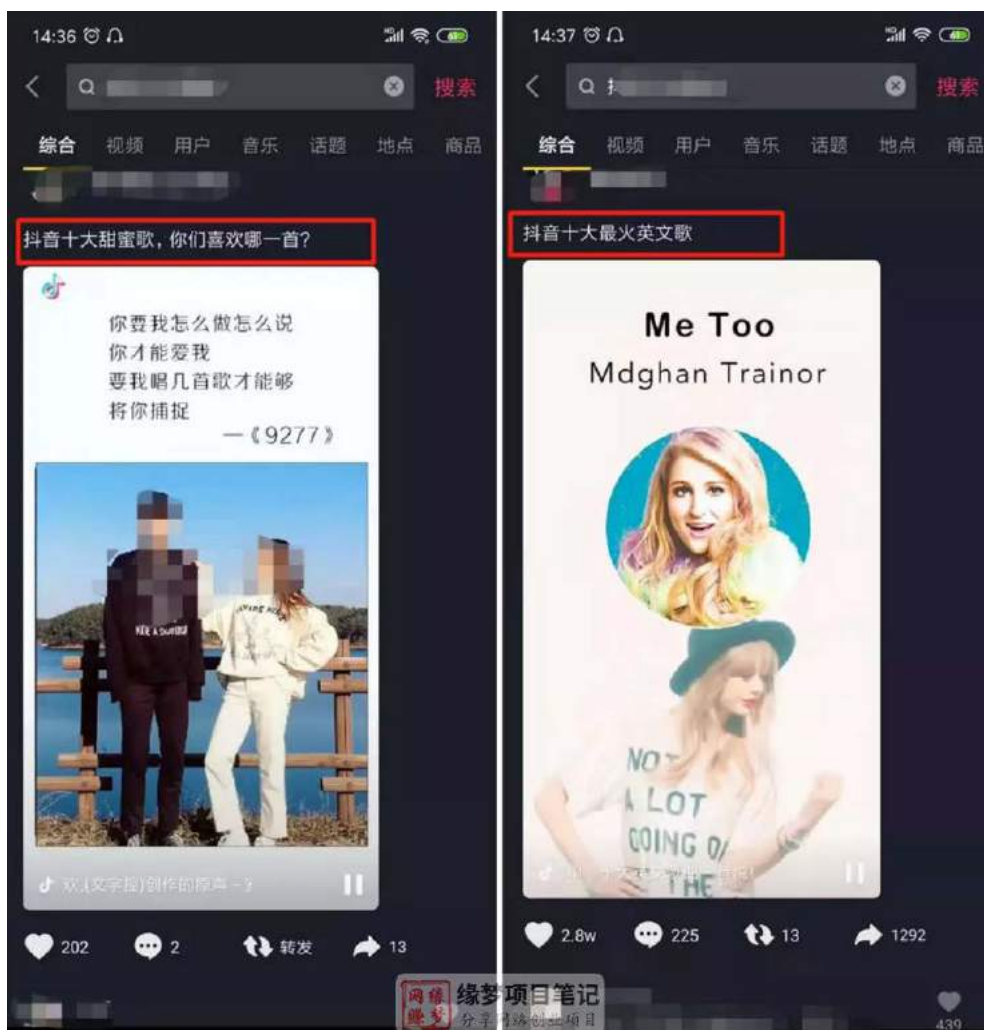 14:36
搜索
综合 视频 用户 音乐 话题 地点 商品
抖音十大甜蜜歌，你们喜欢哪一首？
你要我怎么做怎么说
你才能爱我
要我唱几首歌才能够
将你捕捉
—《9277》
202 2 转发 13
14:37
搜索
综合 视频 用户 音乐 话题 地点 商品
抖音十大最火英文歌
Me Too
Mdghan Trainor
NOT
A LOT
GOING O
THE
2.8w 225 13 1292
439
缘梦项目笔记
分享网络创业项目